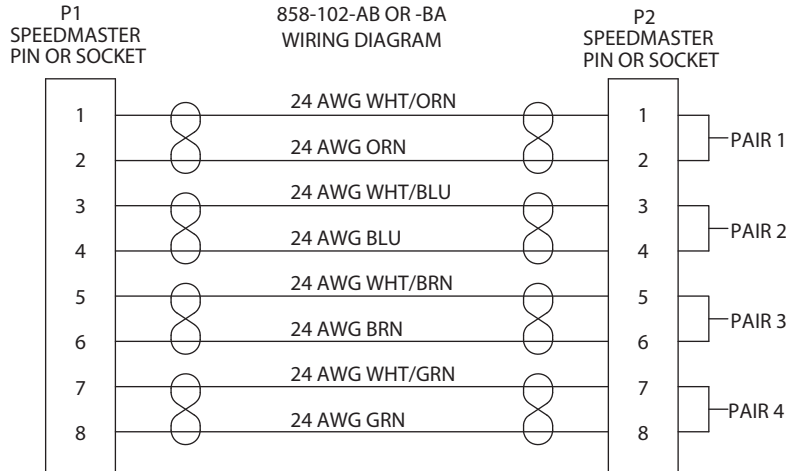 P1
SPEEDMASTER
PIN OR SOCKET
858-102-AB OR -BA
WIRING DIAGRAM
P2
SPEEDMASTER
PIN OR SOCKET
1 24 AWG WHT/ORN 1
2 24 AWG ORN 2
PAIR 1
3 24 AWG WHT/BLU 3
4 24 AWG BLU 4
PAIR 2
5 24 AWG WHT/BRN 5
6 24 AWG BRN 6
PAIR 3
7 24 AWG WHT/GRN 7
8 24 AWG GRN 8
PAIR 4